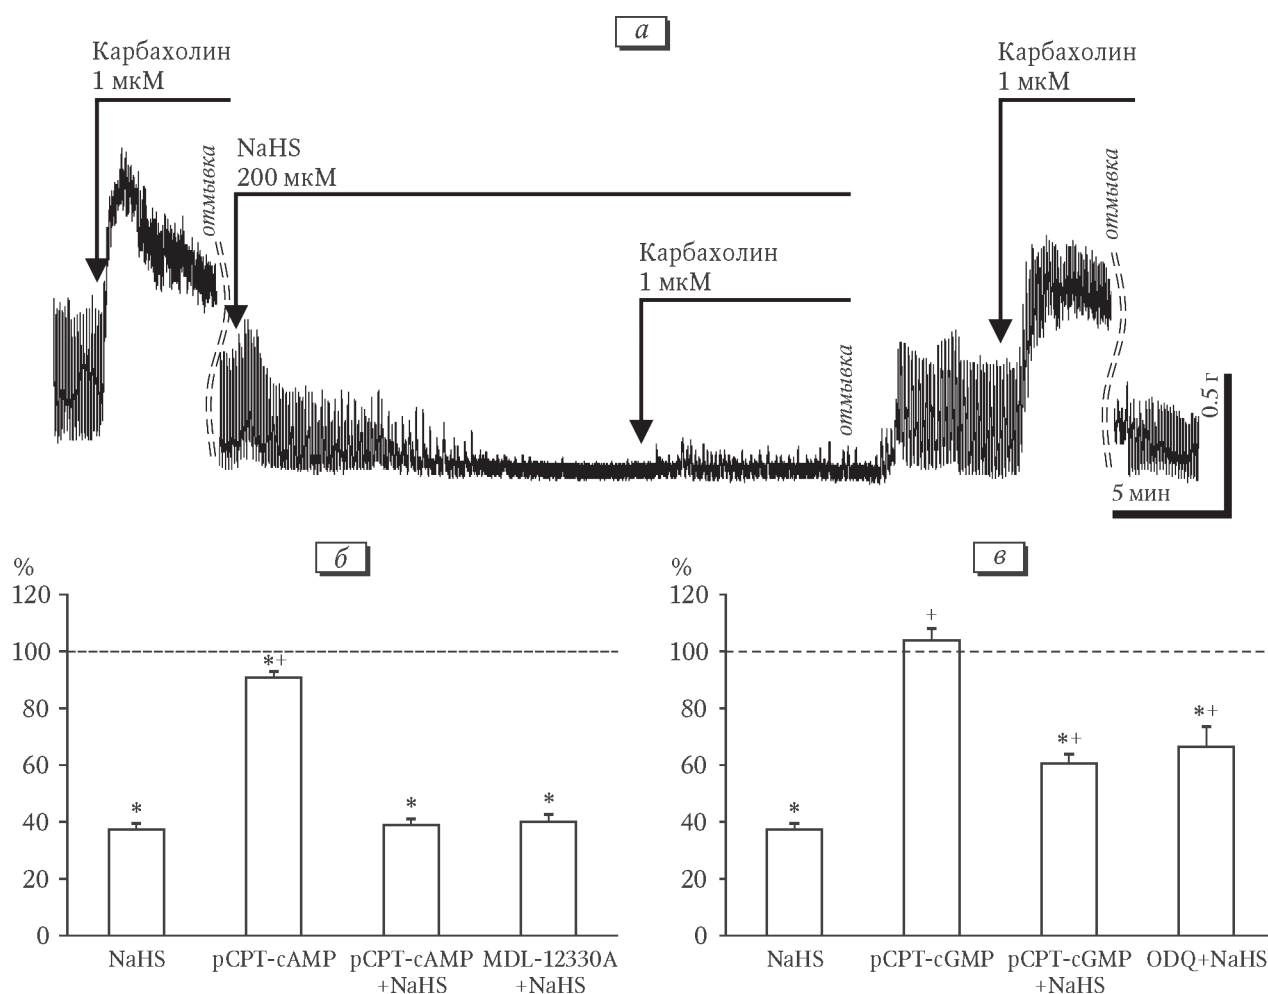 а
Карбахолин
1 мкМ
отмывка
NaHS
200 мкМ
Карбахолин
1 мкМ
отмывка
Карбахолин
1 мкМ
отмывка
0.5 г
5 мин
б
%
120
100
80
60
40
20
0
*
*+
*
*
NaHS
pCPT-cAMP
pCPT-cAMP
+NaHS
MDL-12330A
+NaHS
в
%
120
100
80
60
40
20
0
*
+
*+
*+
NaHS
pCPT-cGMP
pCPT-cGMP
+NaHS
ODQ+NaHS